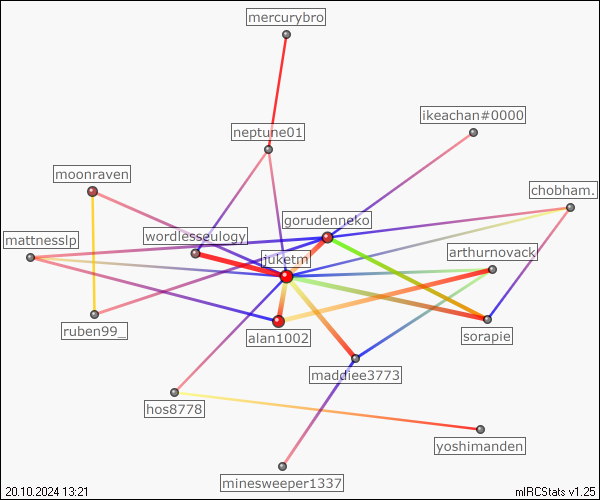 mercurybro
ikeachan#0000
neptune01
moonraven
chobham.
gorudenneko
mattnesslp
wordlesseulogy
arthurnovack
juketm
ruben99_
alan1002
sorapie
maddiee3773
hos8778
yoshimanden
minesweeper1337
20.10.2024 13:21
mIRCStats v1.25